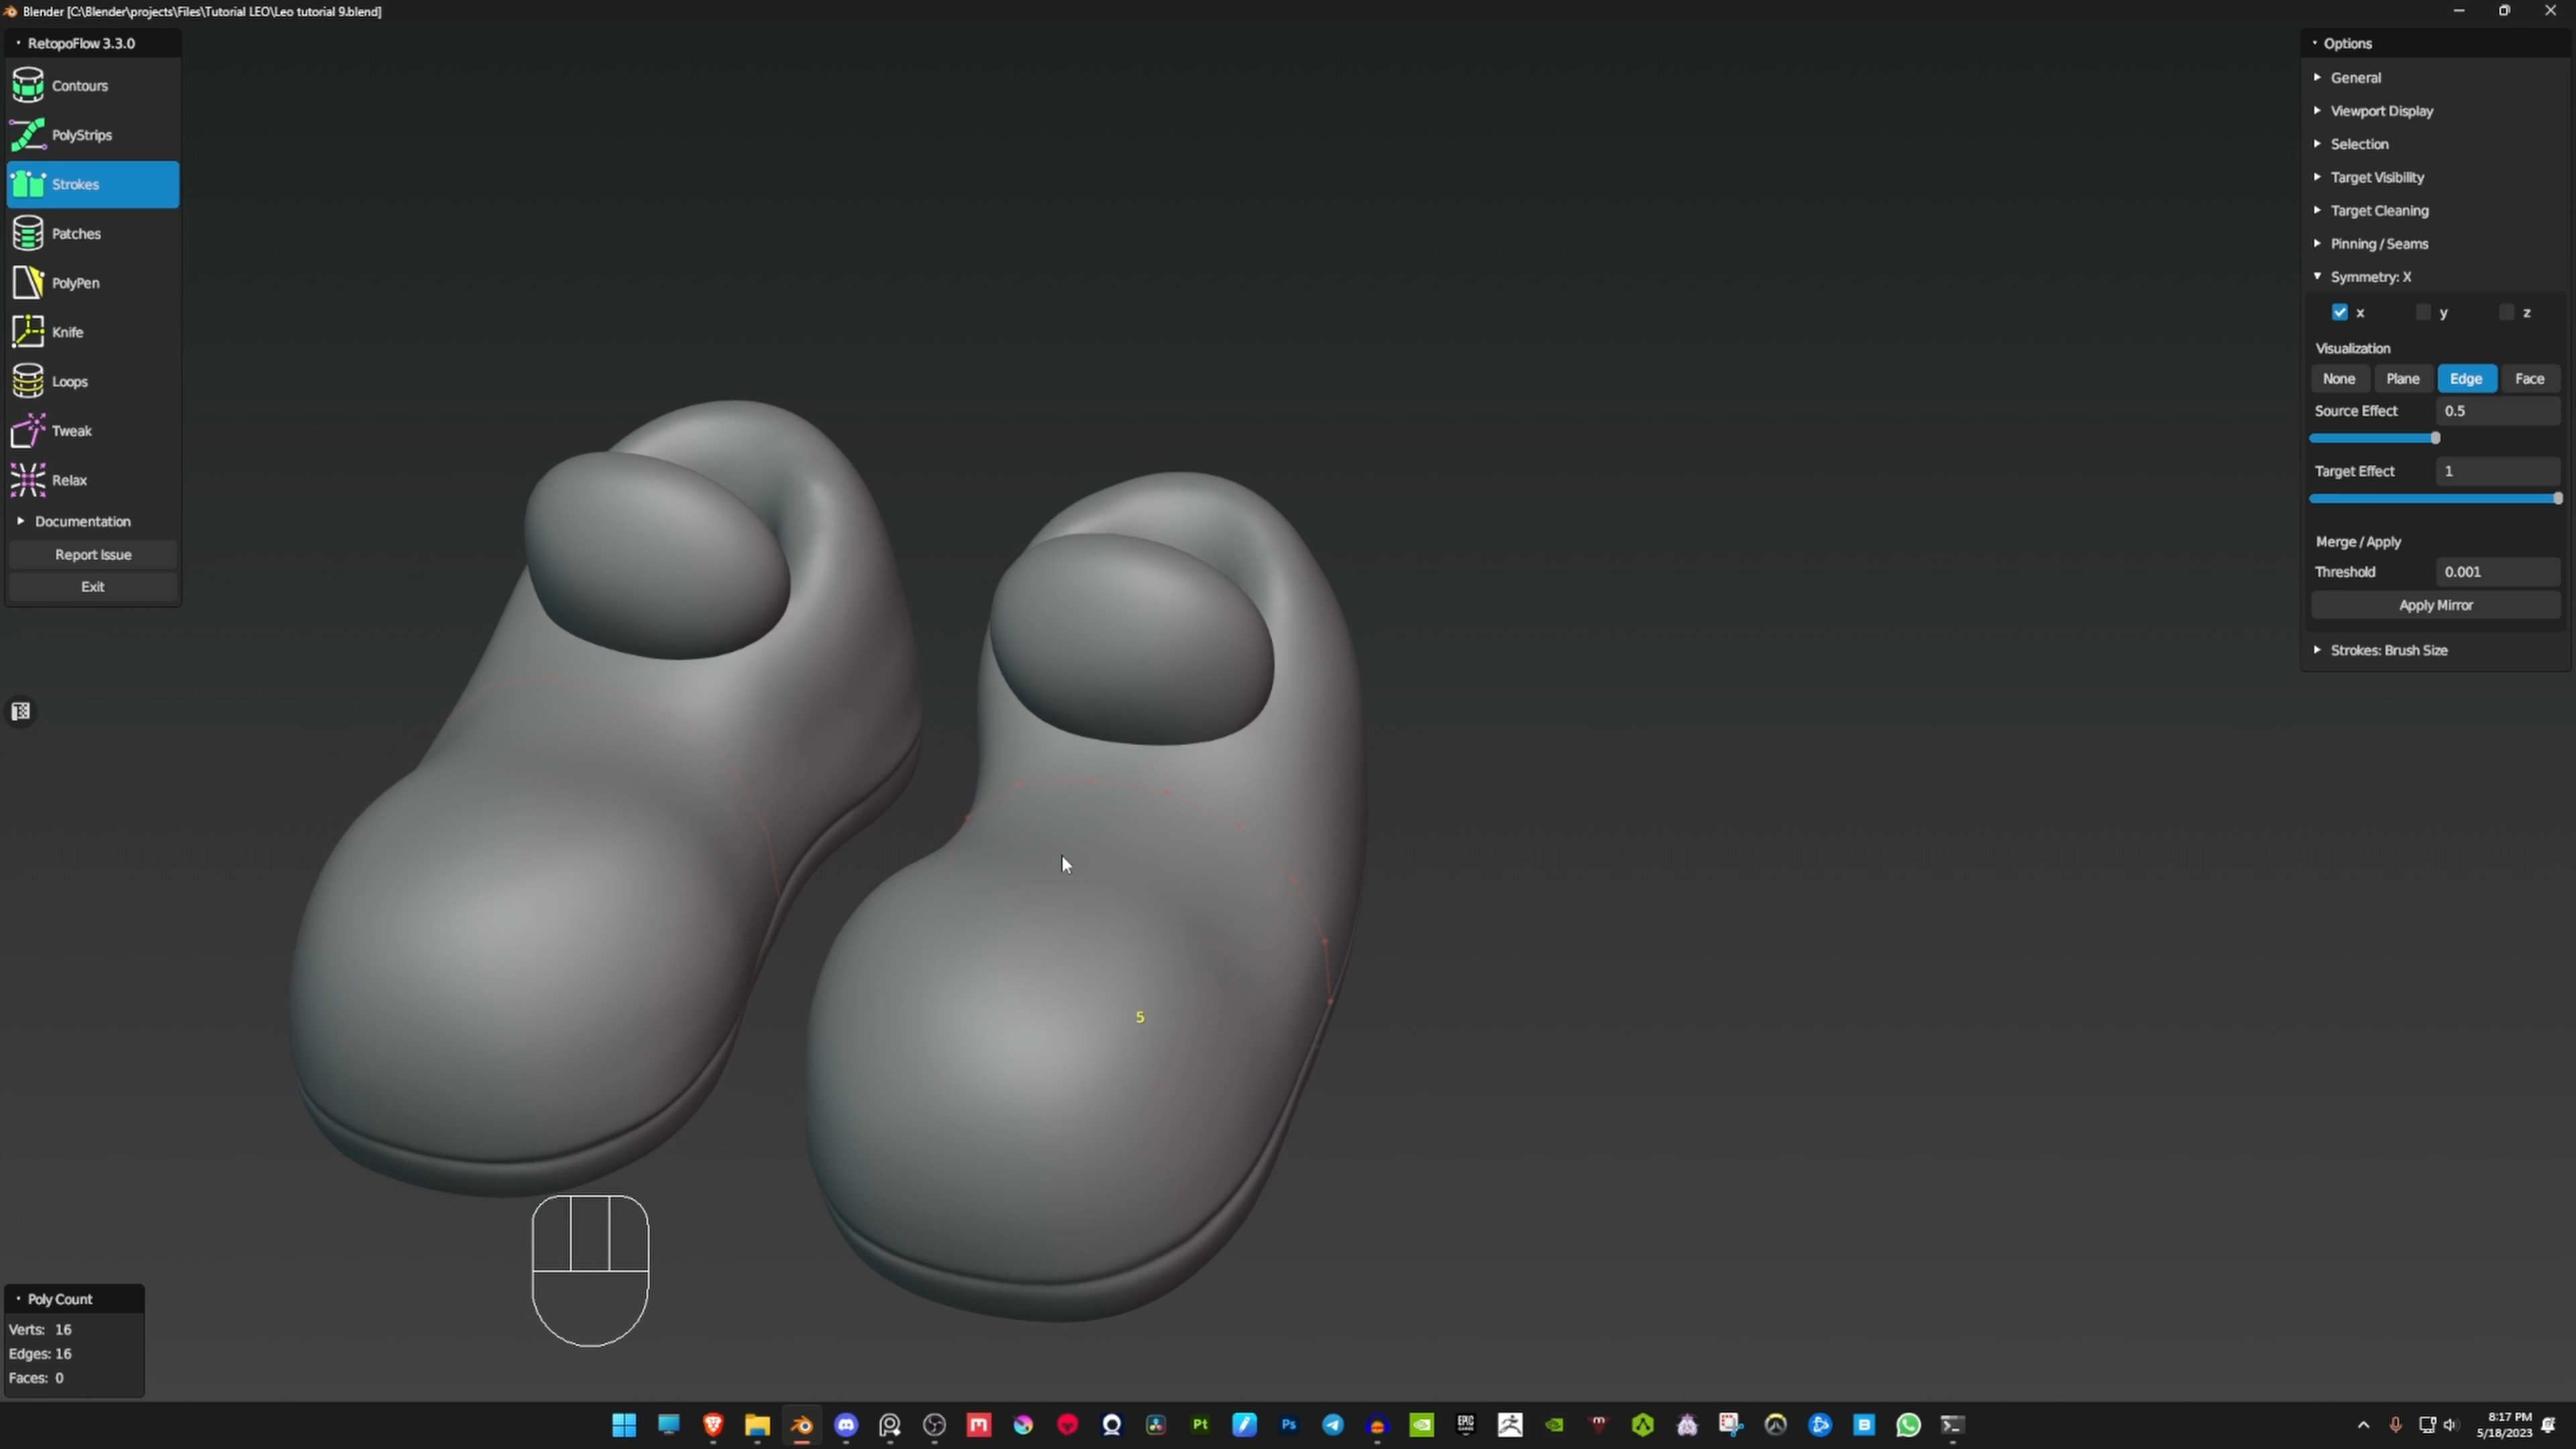 Blender [C:\Blender\projects\Files\Tutorial LEO\Leo tutorial 9.blend]
RetopoFlow 3.3.0
Contours
PolyStrips
Strokes
Patches
PolyPen
Knife
Loops
Tweak
Relax
Documentation
Report Issue
Exit
Options
General
Viewport Display
Selection
Target Visibility
Target Cleaning
Pinning / Seams
Symmetry: X
x y z
Visualization
None Plane Edge Face
Source Effect 0.5
Target Effect 1
Merge / Apply
Threshold 0.001
Apply Mirror
Strokes: Brush Size
5
Poly Count
Verts: 16
Edges: 16
Faces: 0
Pt
Ps
EPIC
GAMES
8:17 PM
5/18/2023